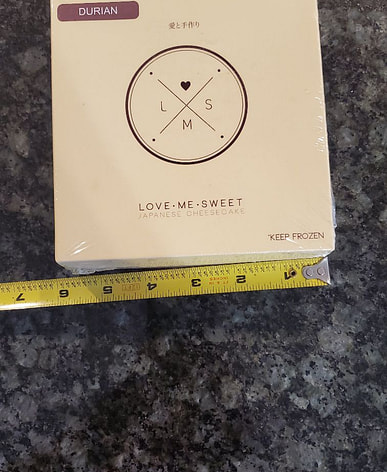 DURIAN
愛と手作り
L S
M
LOVE·ME·SWEET
JAPANESE CHEESECAKE
*KEEP FROZEN
7 6 5 4 3 2 1